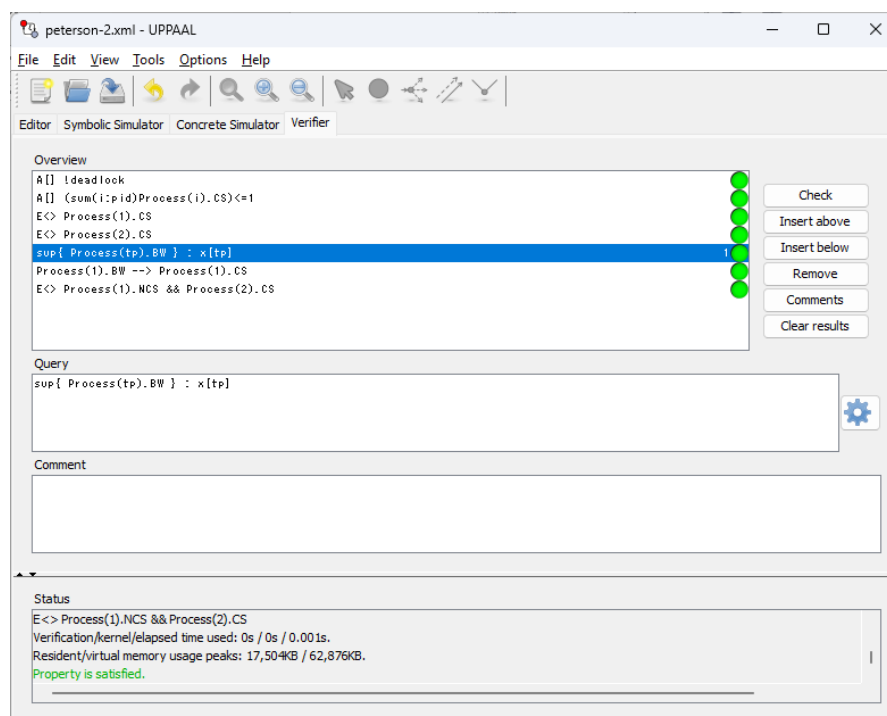 peterson-2.xml - UPPAAL
File Edit View Tools Options Help
Editor Symbolic Simulator Concrete Simulator Verifier
Overview
A[] !deadlock
A[] (sum(i:pid)Process(i).CS)<=1
E<> Process(1).CS
E<> Process(2).CS
sup{ Process(tp).BW } : x[tp] 1
Process(1).BW --> Process(1).CS
E<> Process(1).NCS && Process(2).CS
Check
Insert above
Insert below
Remove
Comments
Clear results
Query
sup{ Process(tp).BW } : x[tp]
Comment
Status
E<> Process(1).NCS && Process(2).CS
Verification/kernel/elapsed time used: 0s / 0s / 0.001s.
Resident/virtual memory usage peaks: 17,504KB / 62,876KB.
Property is satisfied.